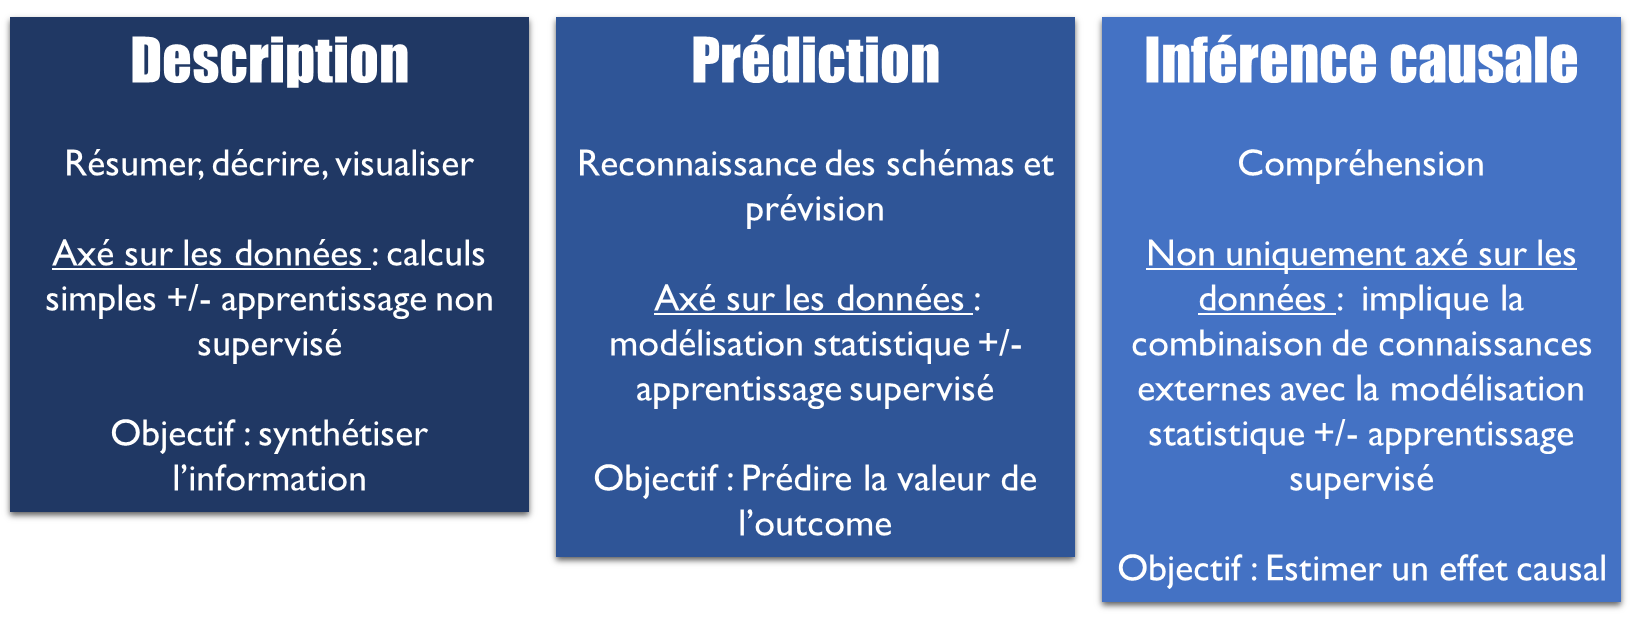 Description
Résumer, décrire, visualiser
Axé sur les données : calculs
simples +/- apprentissage non
supervisé
Objectif : synthétiser
l’information
Prédiction
Reconnaissance des schémas et
prévision
Axé sur les données :
modélisation statistique +/-
apprentissage supervisé
Objectif : Prédire la valeur de
l’outcome
Inférence causale
Compréhension
Non uniquement axé sur les
données : implique la
combinaison de connaissances
externes avec la modélisation
statistique +/- apprentissage
supervisé
Objectif : Estimer un effet causal